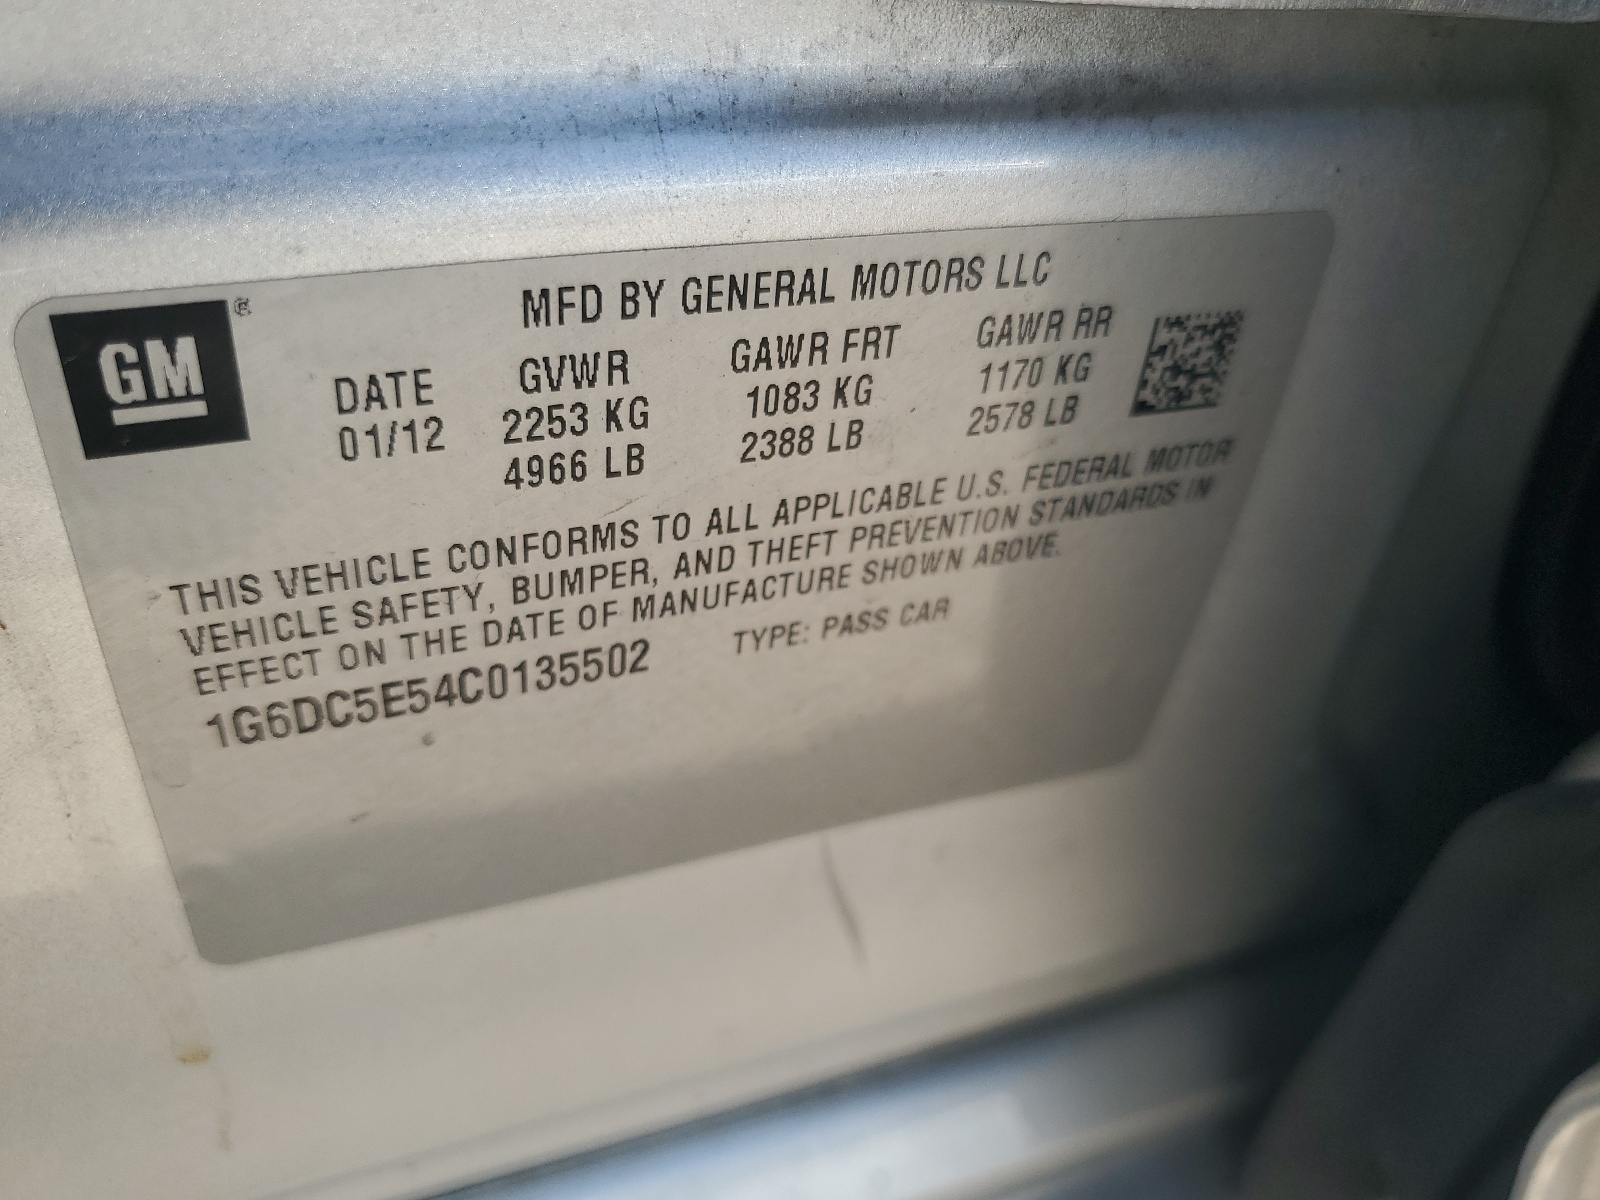 GM ®
MFD BY GENERAL MOTORS LLC
DATE GVWR GAWR FRT GAWR RR
01/12 2253 KG 1083 KG 1170 KG
4966 LB 2388 LB 2578 LB
THIS VEHICLE CONFORMS TO ALL APPLICABLE U.S. FEDERAL MOTOR
VEHICLE SAFETY, BUMPER, AND THEFT PREVENTION STANDARDS IN
EFFECT ON THE DATE OF MANUFACTURE SHOWN ABOVE.
1G6DC5E54C0135502 TYPE: PASS CAR